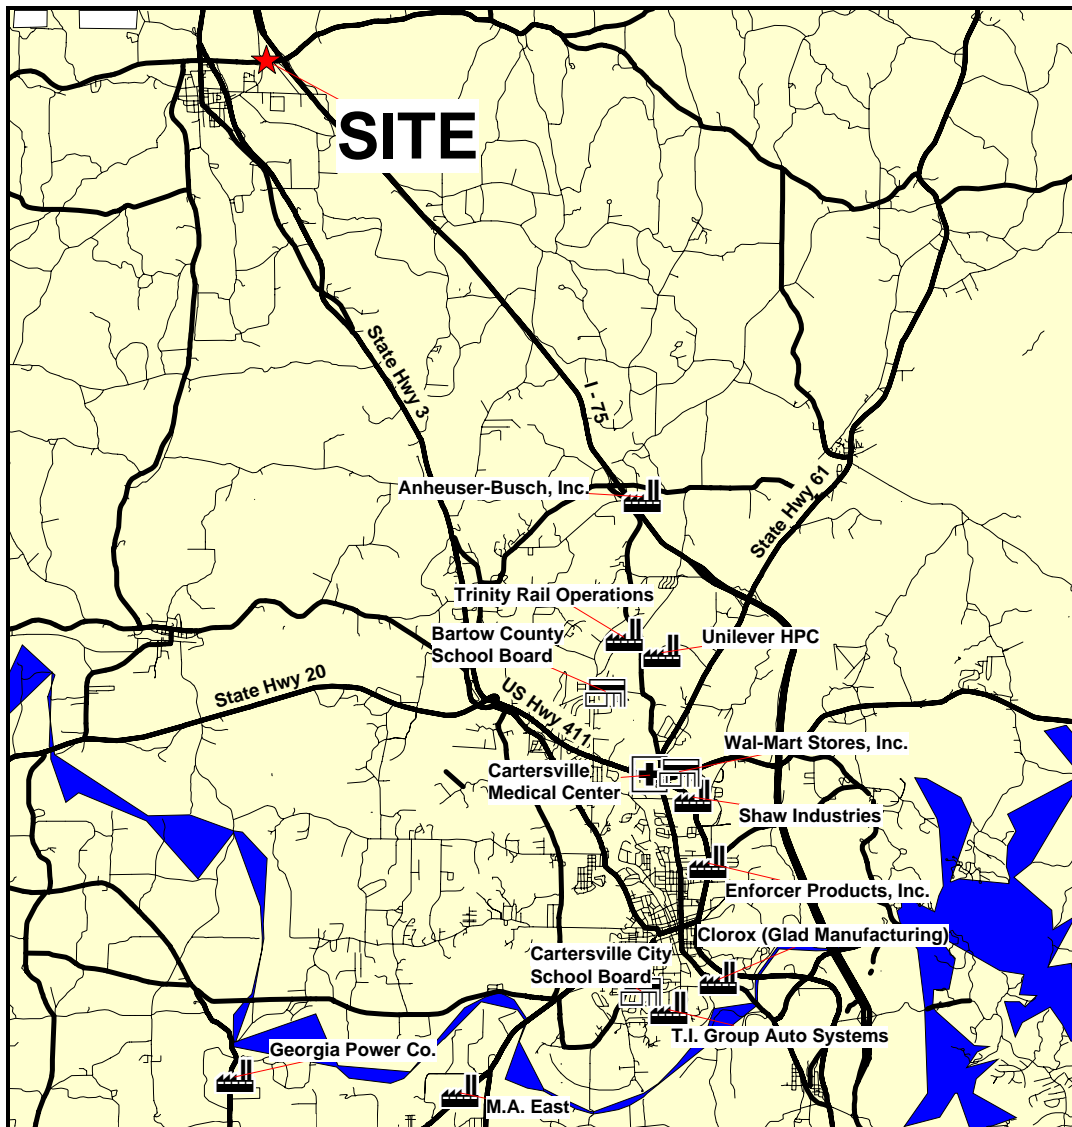 SITE
State Hwy 3
I - 75
Anheuser-Busch, Inc.
State Hwy 61
Trinity Rail Operations
Bartow County
School Board
Unilever HPC
State Hwy 20
US Hwy 411
Wal-Mart Stores, Inc.
Cartersville
Medical Center
Shaw Industries
Enforcer Products, Inc.
Clorox (Glad Manufacturing)
Cartersville City
School Board
T.I. Group Auto Systems
Georgia Power Co.
M.A. East